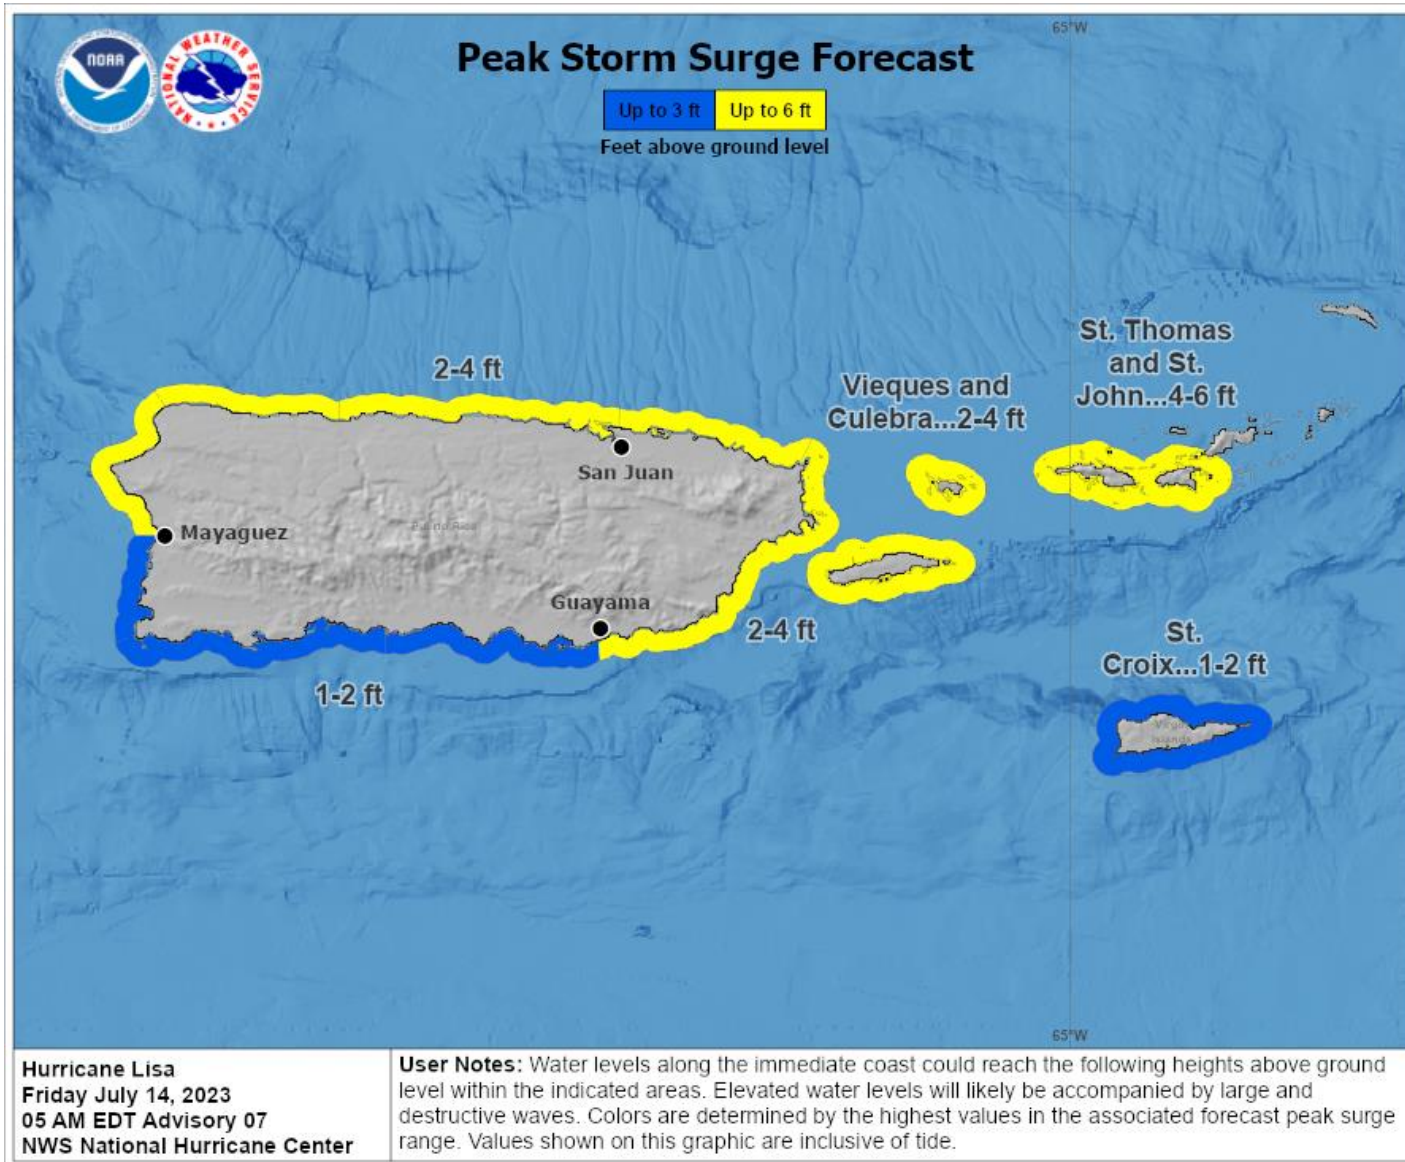 65°W
NOAA
NATIONAL WEATHER SERVICE
Peak Storm Surge Forecast
Up to 3 ft Up to 6 ft
Feet above ground level
2-4 ft
Vieques and
Culebra...2-4 ft
St. Thomas
and St.
John...4-6 ft
San Juan
Mayaguez
Puerto Rico
Guayama
2-4 ft
1-2 ft
St.
Croix...1-2 ft
Virgin
Islands
65°W
Hurricane Lisa
Friday July 14, 2023
05 AM EDT Advisory 07
NWS National Hurricane Center
User Notes: Water levels along the immediate coast could reach the following heights above ground
level within the indicated areas. Elevated water levels will likely be accompanied by large and
destructive waves. Colors are determined by the highest values in the associated forecast peak surge
range. Values shown on this graphic are inclusive of tide.